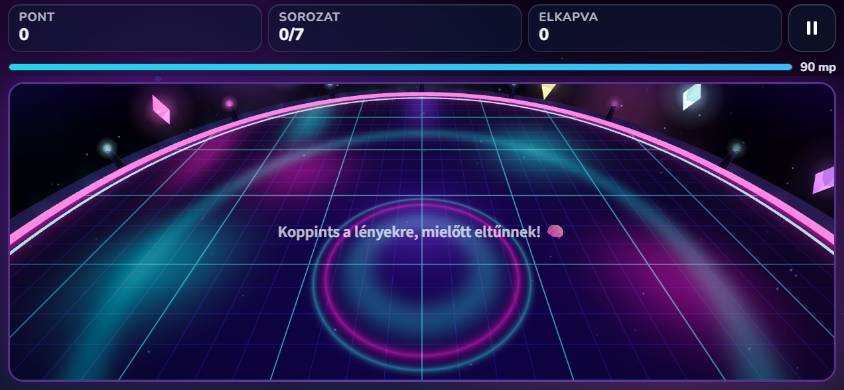 PONT
0
SOROZAT
0/7
ELKAPVA
0
90 mp
Koppints a lényekre, mielőtt eltűnnek!